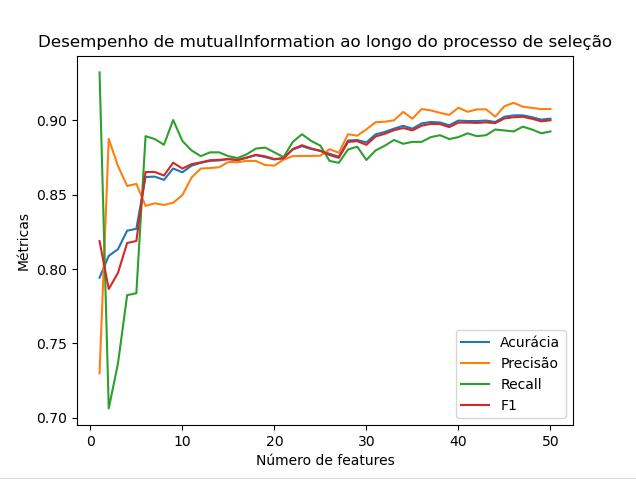 Desempenho de mutualInformation ao longo do processo de seleção
0.90
0.85
0.80
0.75
0.70
Métricas
0 10 20 30 40 50
Número de features
Acurácia
Precisão
Recall
F1